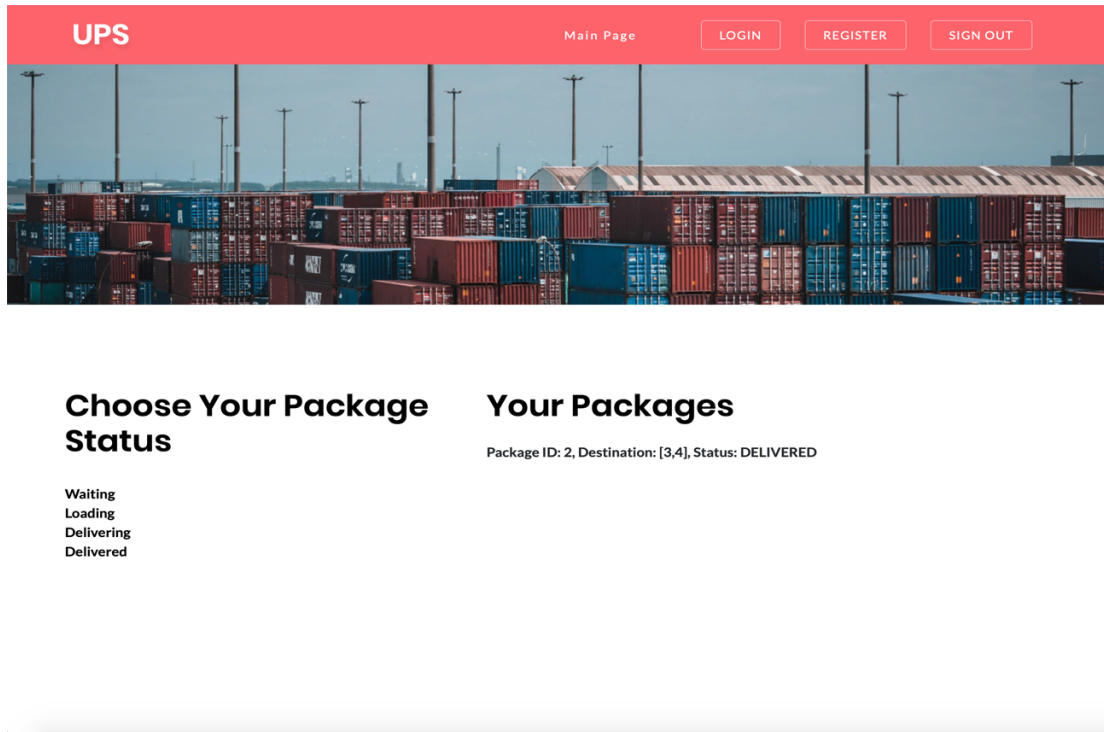 UPS
Main Page
LOGIN
REGISTER
SIGN OUT
Choose Your Package
Status
Waiting
Loading
Delivering
Delivered
Your Packages
Package ID: 2, Destination: [3,4], Status: DELIVERED